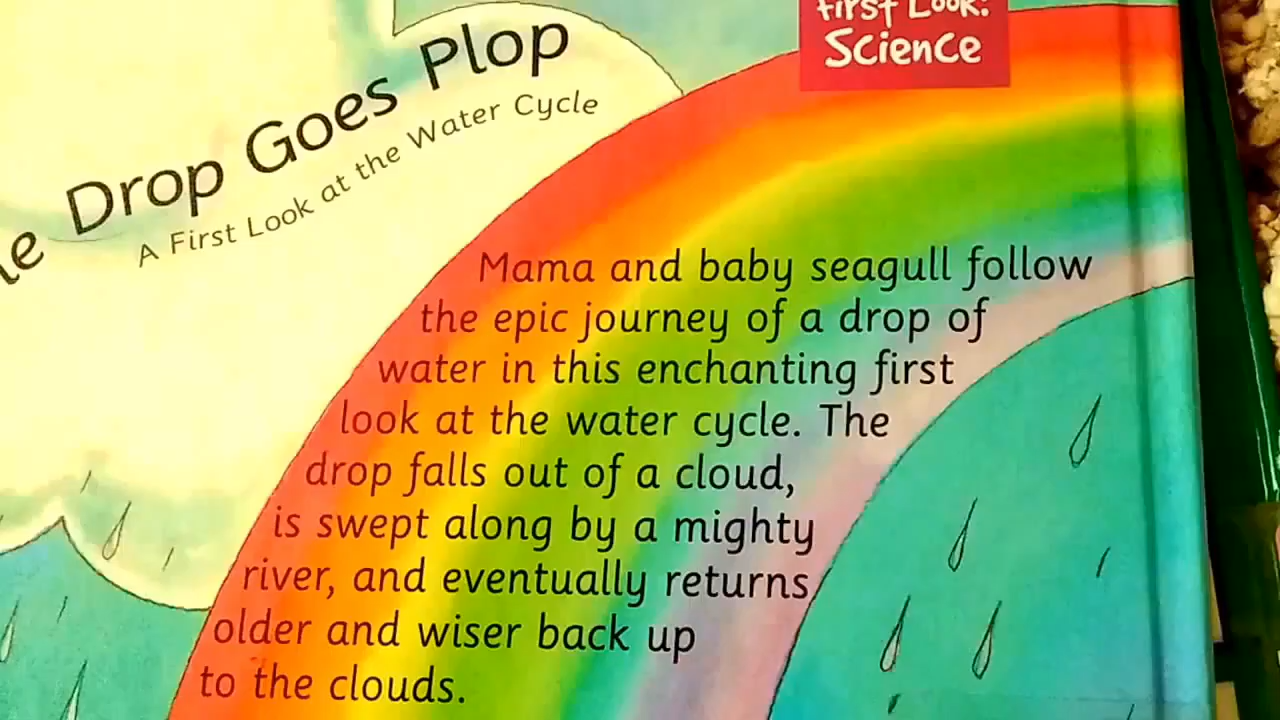 First Look:
Science
Drop Goes Plop
A First Look at the Water Cycle
Mama and baby seagull follow
the epic journey of a drop of
water in this enchanting first
look at the water cycle. The
drop falls out of a cloud,
is swept along by a mighty
river, and eventually returns
older and wiser back up
to the clouds.